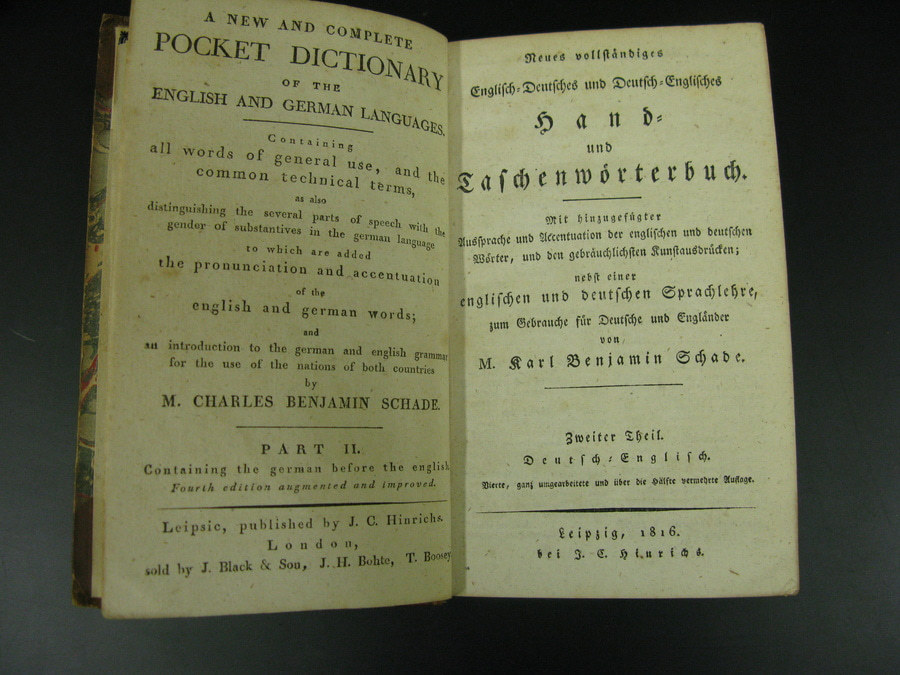 A NEW AND COMPLETE
POCKET DICTIONARY
OF THE
ENGLISH AND GERMAN LANGUAGES.
Containing
all words of general use, and the
common technical terms,
as also
distinguishing the several parts of speech with the
gender of substantives in the german language
to which are added
the pronunciation and accentuation
of the
english and german words;
and
an introduction to the german and english grammar
for the use of the nations of both countries
by
M. CHARLES BENJAMIN SCHADE.
PART II.
Containing the german before the english.
Fourth edition augmented and improved.
Leipsic, published by J. C. Hinrichs.
London,
sold by J. Black & Son, J. H. Bohte, T. Boosey
Neues vollständiges
Englisch-Deutsches und Deutsch-Englisches
Hand-
und
Taschenwörterbuch.
Mit hinzugefügter
Aussprache und Accentuation der englischen und deutschen
Wörter, und den gebräuchlichsten Kunstausdrücken;
nebst einer
englischen und deutschen Sprachlehre,
zum Gebrauche für Deutsche und Engländer
von
M. Karl Benjamin Schade.
Zweiter Theil.
Deutsch-Englisch.
Vierte, ganz umgearbeitete und über die Hälfte vermehrte Auflage.
Leipzig, 1816.
bei J. C. Hinrichs.